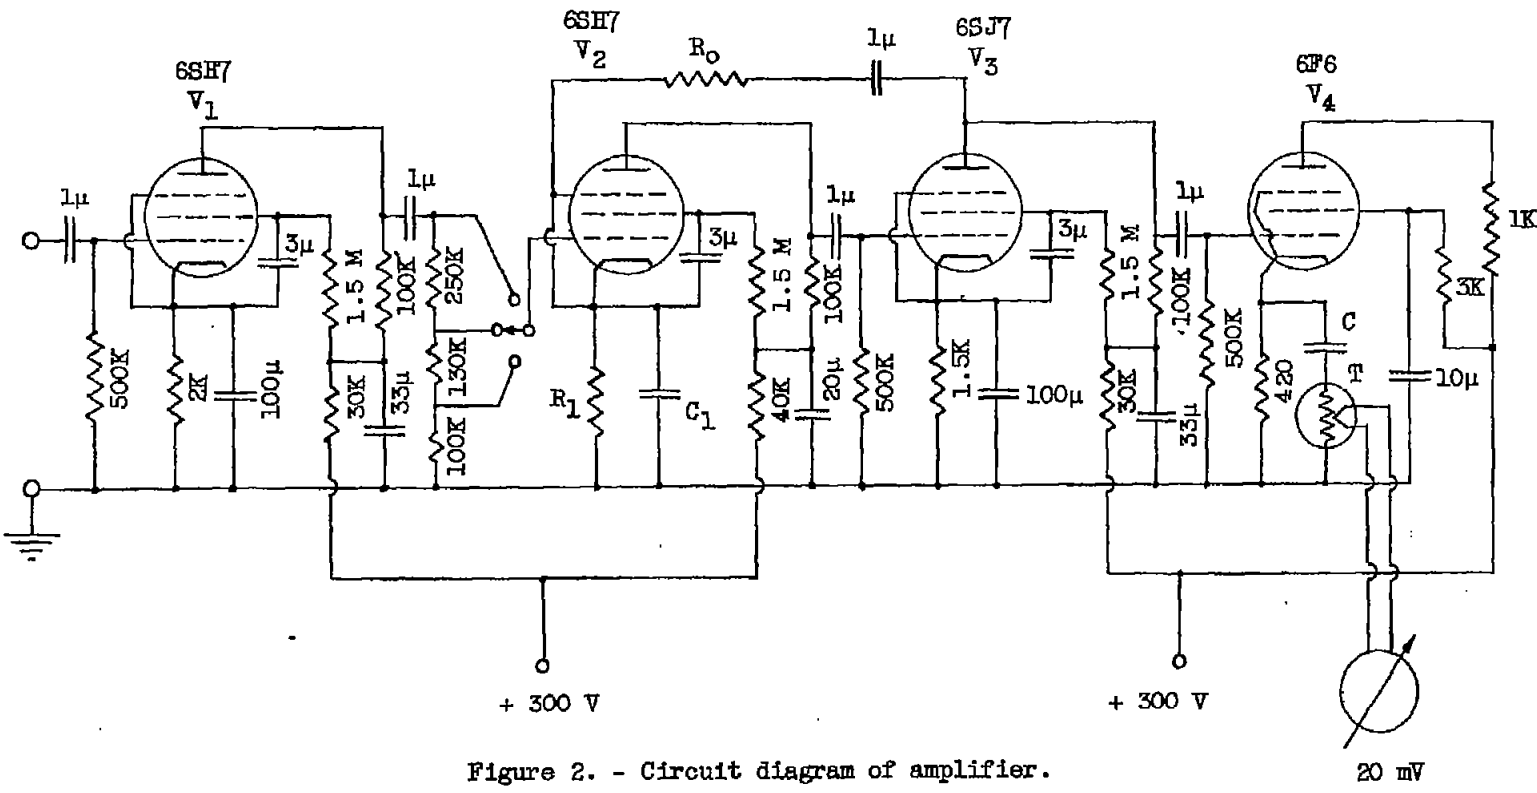 6SH7
V1
6SH7
V2
Ro
1μ
6SJ7
V3
6F6
V4
1μ
3μ
1μ
3μ
1μ
3μ
1μ
1K
500K
2K
100μ
1.5 M
100K
30K
33μ
250K
130K
100K
R1
C1
1.5 M
100K
40K
20μ
500K
1.5K
100μ
1.5 M
100K
30K
33μ
500K
420
C
T
3K
10μ
+ 300 V
+ 300 V
20 mV
Figure 2. - Circuit diagram of amplifier.